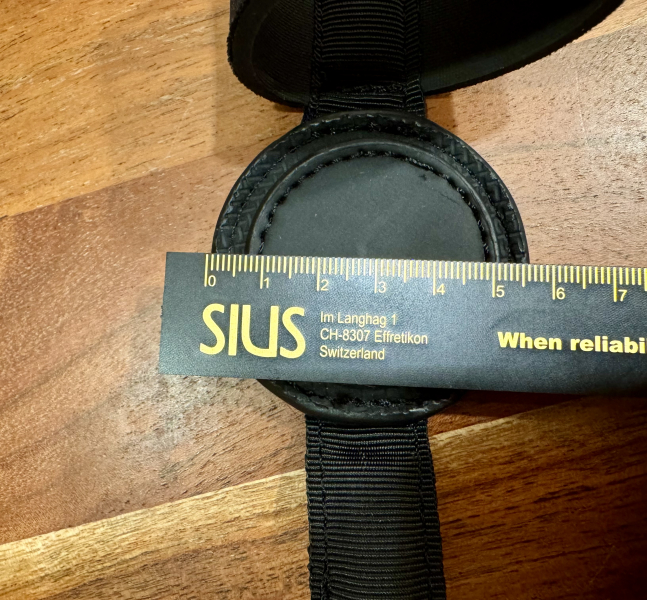 0 1 2 3 4 5 6 7
SIUS
Im Langhag 1
CH-8307 Effretikon
Switzerland
When reliabi